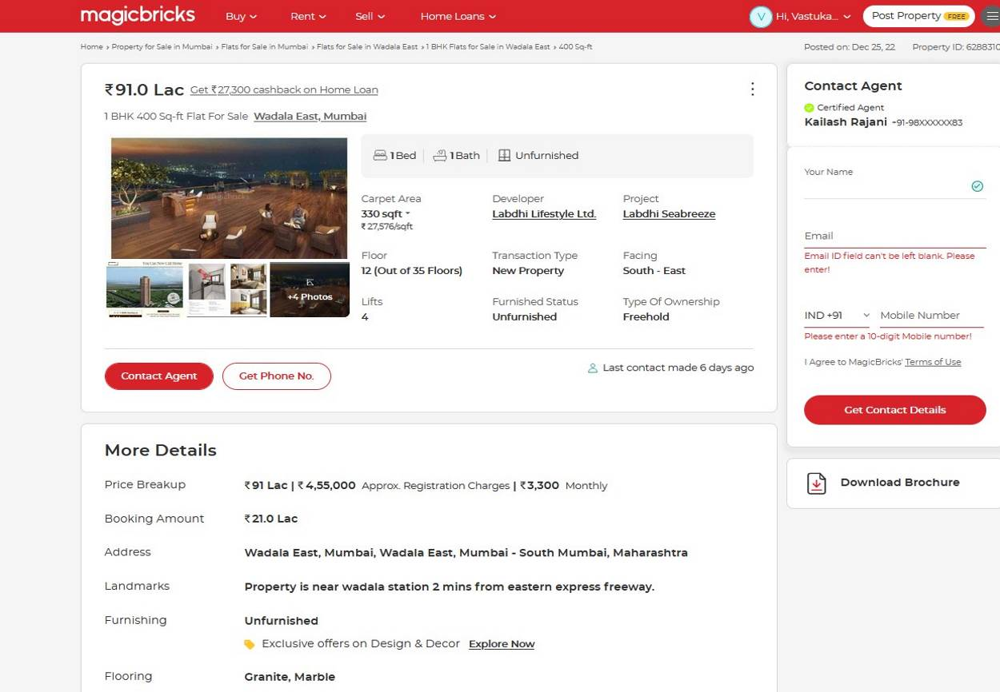 magicbricks
Buy
Rent
Sell
Home Loans
V Hi, Vastuka...
Post Property FREE
Home › Property for Sale in Mumbai › Flats for Sale in Mumbai › Flats for Sale in Wadala East › 1 BHK Flats for Sale in Wadala East › 400 Sq-ft
Posted on: Dec 25, 22 Property ID: 6288310
₹91.0 Lac Get ₹27,300 cashback on Home Loan
1 BHK 400 Sq-ft Flat For Sale Wadala East, Mumbai
magicbricks
You Can Now Call Home
+4 Photos
1 Bed 1 Bath Unfurnished
Carpet Area Developer Project
330 sqft Labdhi Lifestyle Ltd. Labdhi Seabreeze
₹ 27,576/sqft
Floor Transaction Type Facing
12 (Out of 35 Floors) New Property South - East
Lifts Furnished Status Type Of Ownership
4 Unfurnished Freehold
Contact Agent Get Phone No. Last contact made 6 days ago
More Details
Price Breakup ₹91 Lac | ₹4,55,000 Approx. Registration Charges | ₹3,300 Monthly
Booking Amount ₹21.0 Lac
Address Wadala East, Mumbai, Wadala East, Mumbai - South Mumbai, Maharashtra
Landmarks Property is near wadala station 2 mins from eastern express freeway.
Furnishing Unfurnished
Exclusive offers on Design & Decor Explore Now
Flooring Granite, Marble
Contact Agent
Certified Agent
Kailash Rajani +91-98XXXXXX83
Your Name
Email
Email ID field can't be left blank. Please
enter!
IND +91 Mobile Number
Please enter a 10-digit Mobile number!
I Agree to MagicBricks' Terms of Use
Get Contact Details
Download Brochure